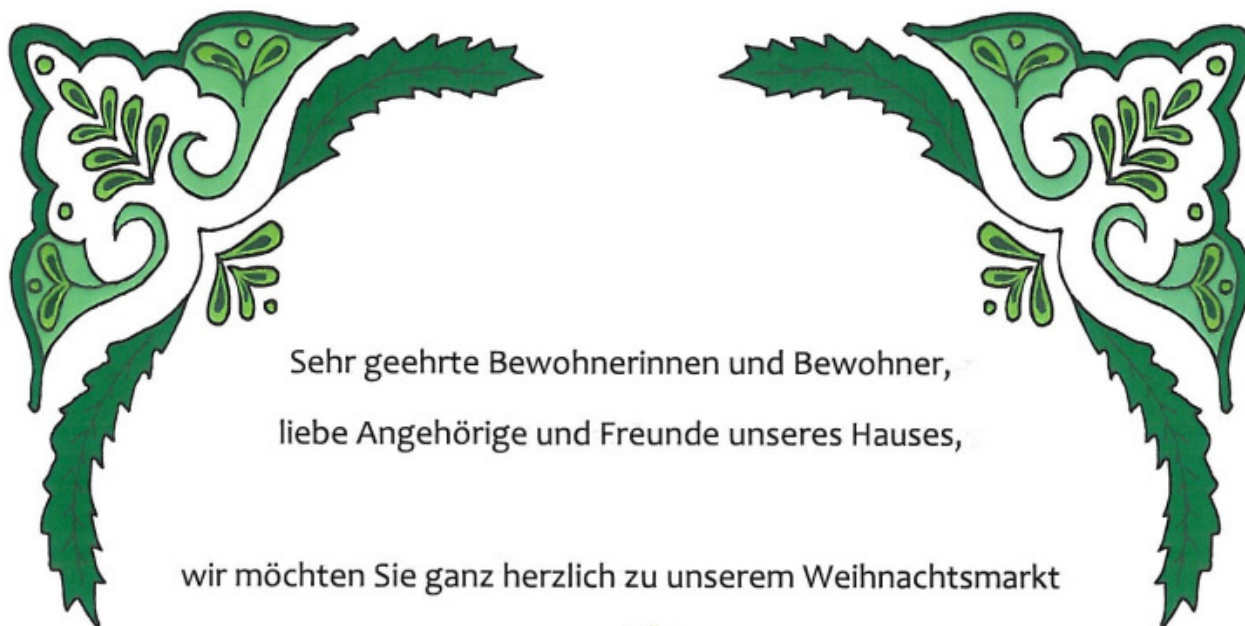 Sehr geehrte Bewohnerinnen und Bewohner,
liebe Angehörige und Freunde unseres Hauses,
wir möchten Sie ganz herzlich zu unserem Weihnachtsmarkt